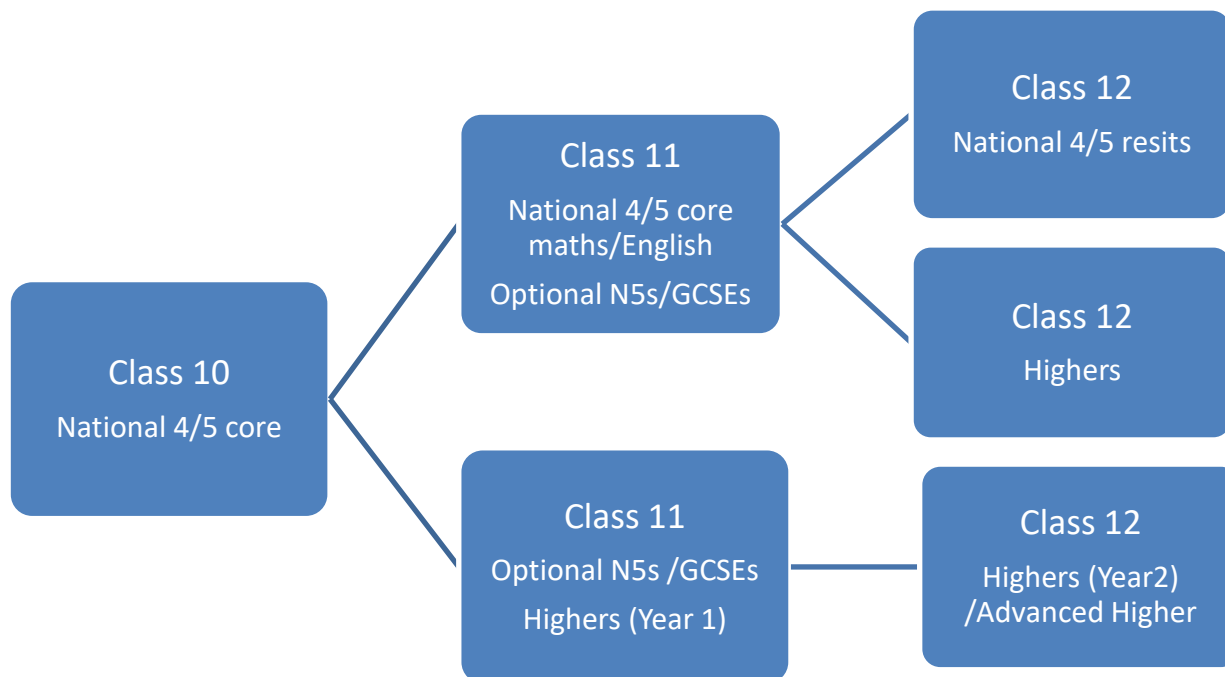 Class 10
National 4/5 core
Class 11
National 4/5 core
maths/English
Optional N5s/GCSEs
Class 11
Optional N5s /GCSEs
Highers (Year 1)
Class 12
National 4/5 resits
Class 12
Highers
Class 12
Highers (Year2)
/Advanced Higher